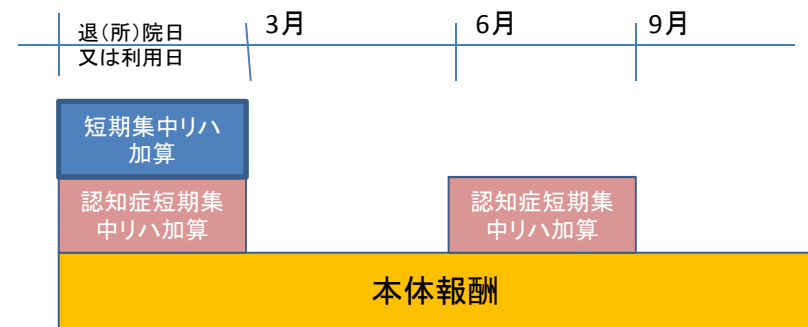 退(所)院日
又は利用日
3月
6月
9月
短期集中リハ
加算
認知症短期集
中リハ加算
認知症短期集
中リハ加算
本体報酬